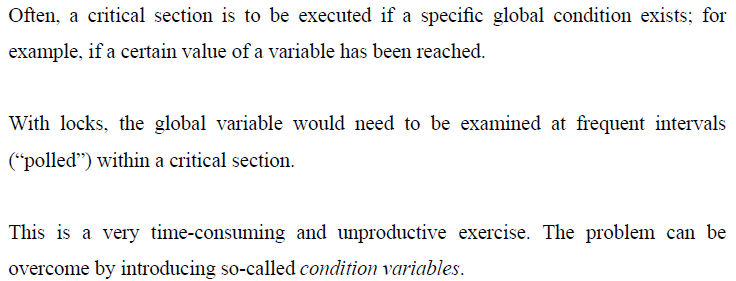 Often, a critical section is to be executed if a specific global condition exists; for
example, if a certain value of a variable has been reached.
With locks, the global variable would need to be examined at frequent intervals
(“polled”) within a critical section.
This is a very time-consuming and unproductive exercise. The problem can be
overcome by introducing so-called condition variables.